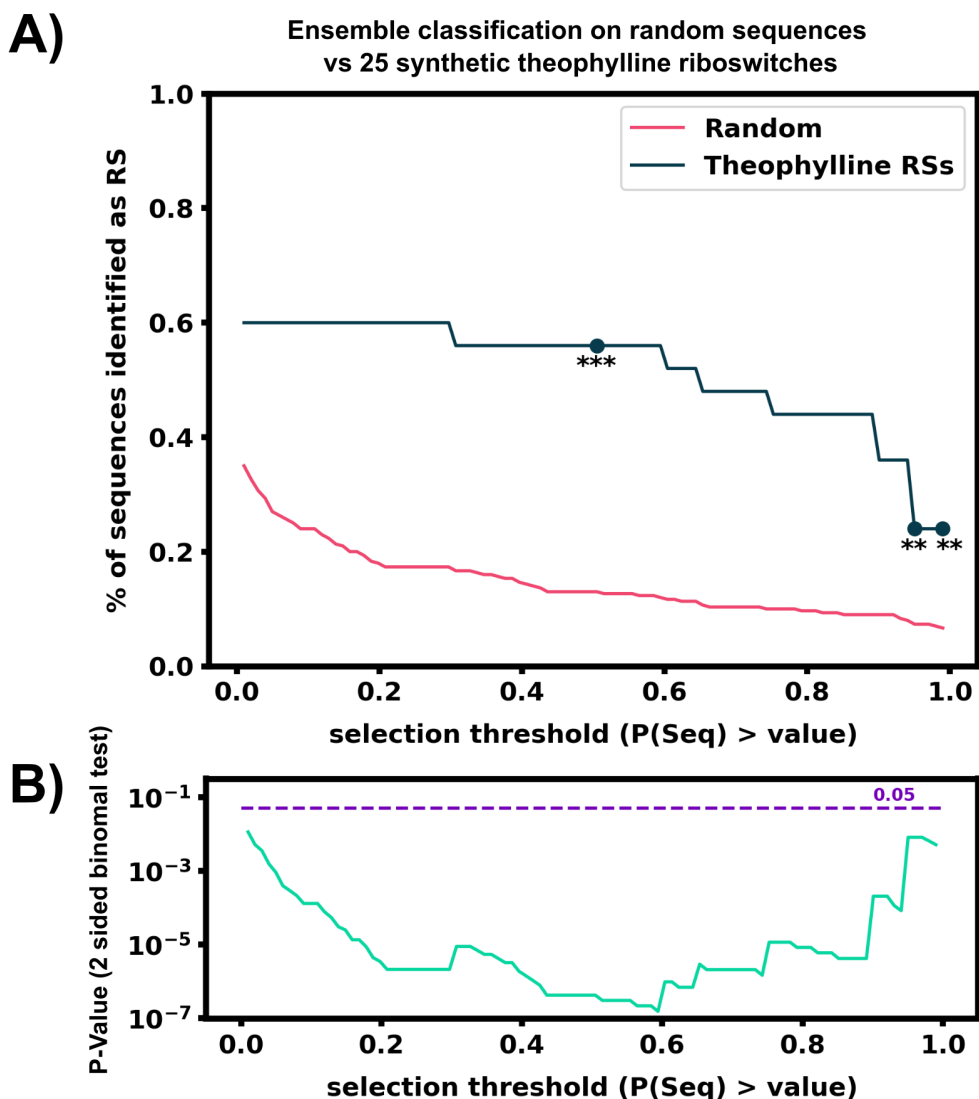 A)
Ensemble classification on random sequences
vs 25 synthetic theophylline riboswitches
% of sequences identified as RS
1.0
0.8
0.6
0.4
0.2
0.0
Random
Theophylline RSs
***
** **
0.0 0.2 0.4 0.6 0.8 1.0
selection threshold (P(Seq) > value)
B)
P-Value (2 sided binomal test)
10-1
10-3
10-5
10-7
0.05
0.0 0.2 0.4 0.6 0.8 1.0
selection threshold (P(Seq) > value)